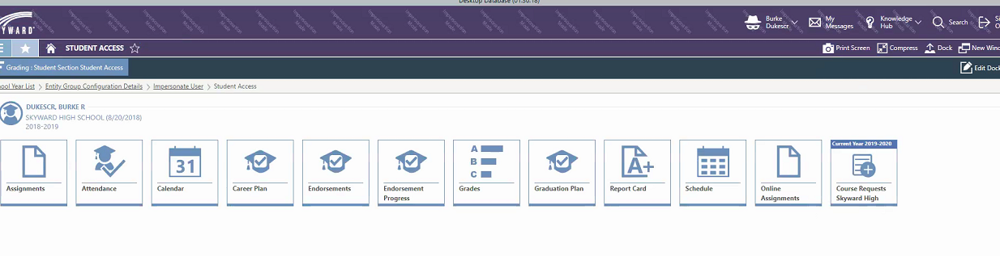 Desktop Database (01:30:18)
YWARD
Burke
Dukescr
My
Messages
Knowledge
Hub
Search
STUDENT ACCESS
Print Screen
Compress
Dock
New Wind
Grading : Student Section Student Access
Edit Dock
ool Year List > Entity Group Configuration Details > Impersonate User > Student Access
DUKESCR, BURKE R
SKYWARD HIGH SCHOOL (8/20/2018)
2018-2019
Assignments
Attendance
31
Calendar
Career Plan
Endorsements
Endorsement
Progress
A
B
C
Grades
Graduation Plan
A+
Report Card
Schedule
Online
Assignments
Current Year 2019-2020
Course Requests
Skyward High
Impersonation
Mode